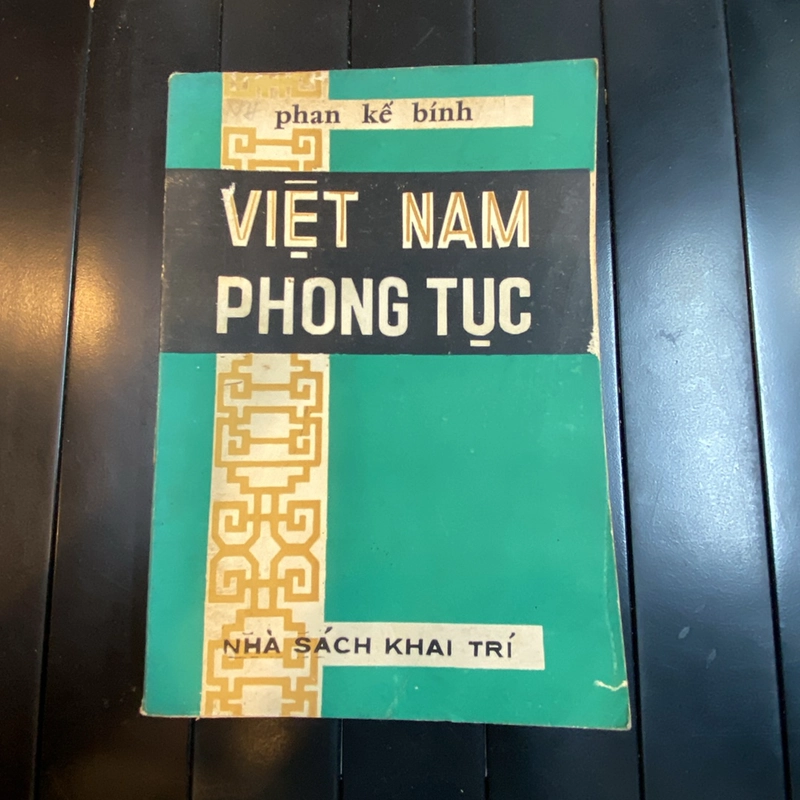 phan kế bính
VIỆT NAM
PHONG TỤC
NHÀ SÁCH KHAI TRÍ